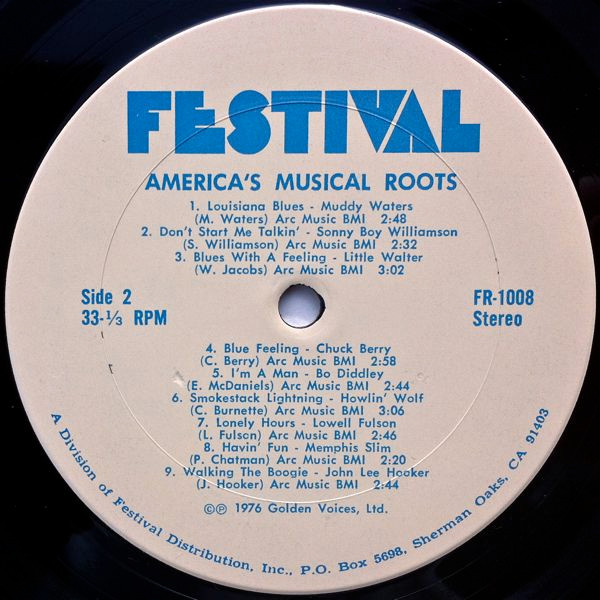 FESTIVAL
AMERICA'S MUSICAL ROOTS
1. Louisiana Blues - Muddy Waters
(M. Waters) Arc Music BMI 2:48
2. Don't Start Me Talkin' - Sonny Boy Williamson
(S. Williamson) Arc Music BMI 2:32
3. Blues With A Feeling - Little Walter
(W. Jacobs) Arc Music BMI 3:02
Side 2
33-⅓ RPM
FR-1008
Stereo
4. Blue Feeling - Chuck Berry
(C. Berry) Arc Music BMI 2:58
5. I'm A Man - Bo Diddley
(E. McDaniels) Arc Music BMI 2:44
6. Smokestack Lightning - Howlin' Wolf
(C. Burnette) Arc Music BMI 3:06
7. Lonely Hours - Lowell Fulson
(L. Fulson) Arc Music BMI 2:46
8. Havin' Fun - Memphis Slim
(P. Chatman) Arc Music BMI 2:20
9. Walking The Boogie - John Lee Hooker
(J. Hooker) Arc Music BMI 2:44
©℗ 1976 Golden Voices, Ltd.
A Division of Festival Distribution, Inc., P.O. Box 5698, Sherman Oaks, CA 91403